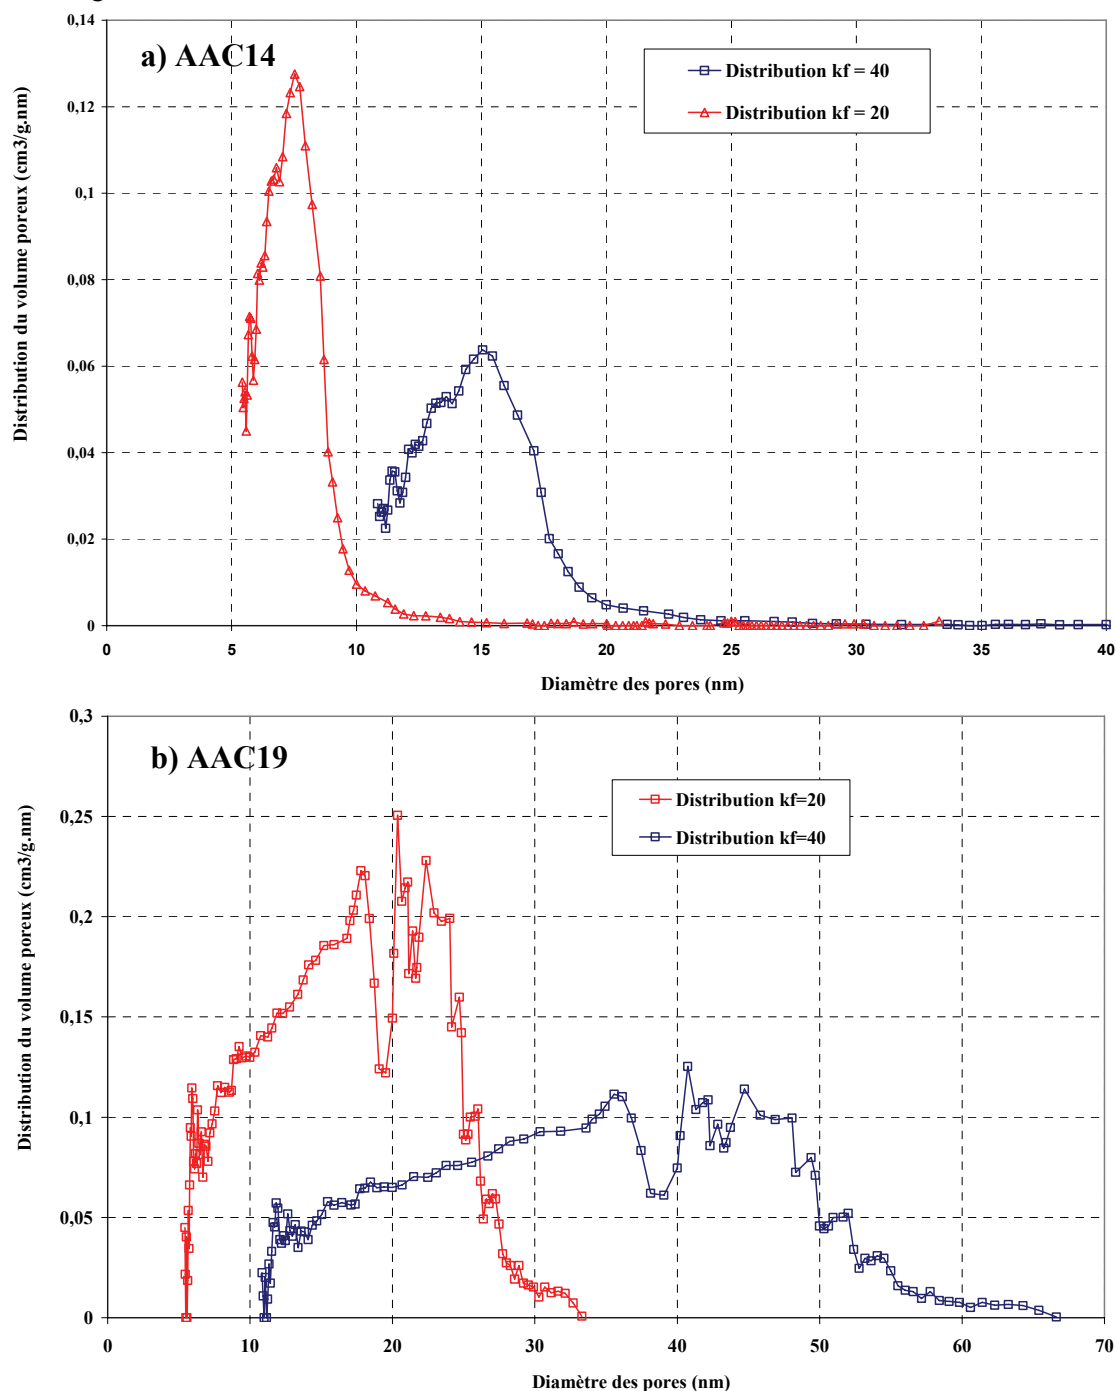 0,14
a) AAC14
Distribution kf = 40
0,12
Distribution kf = 20
0,1
0,08
0,06
0,04
0,02
0
Distribution du volume poreux (cm3/g.nm)
0 5 10 15 20 25 30 35 40
Diamètre des pores (nm)
0,3
b) AAC19
Distribution kf=20
Distribution kf=40
0,25
0,2
0,15
0,1
0,05
0
Distribution du volume poreux (cm3/g.nm)
0 10 20 30 40 50 60 70
Diamètre des pores (nm)